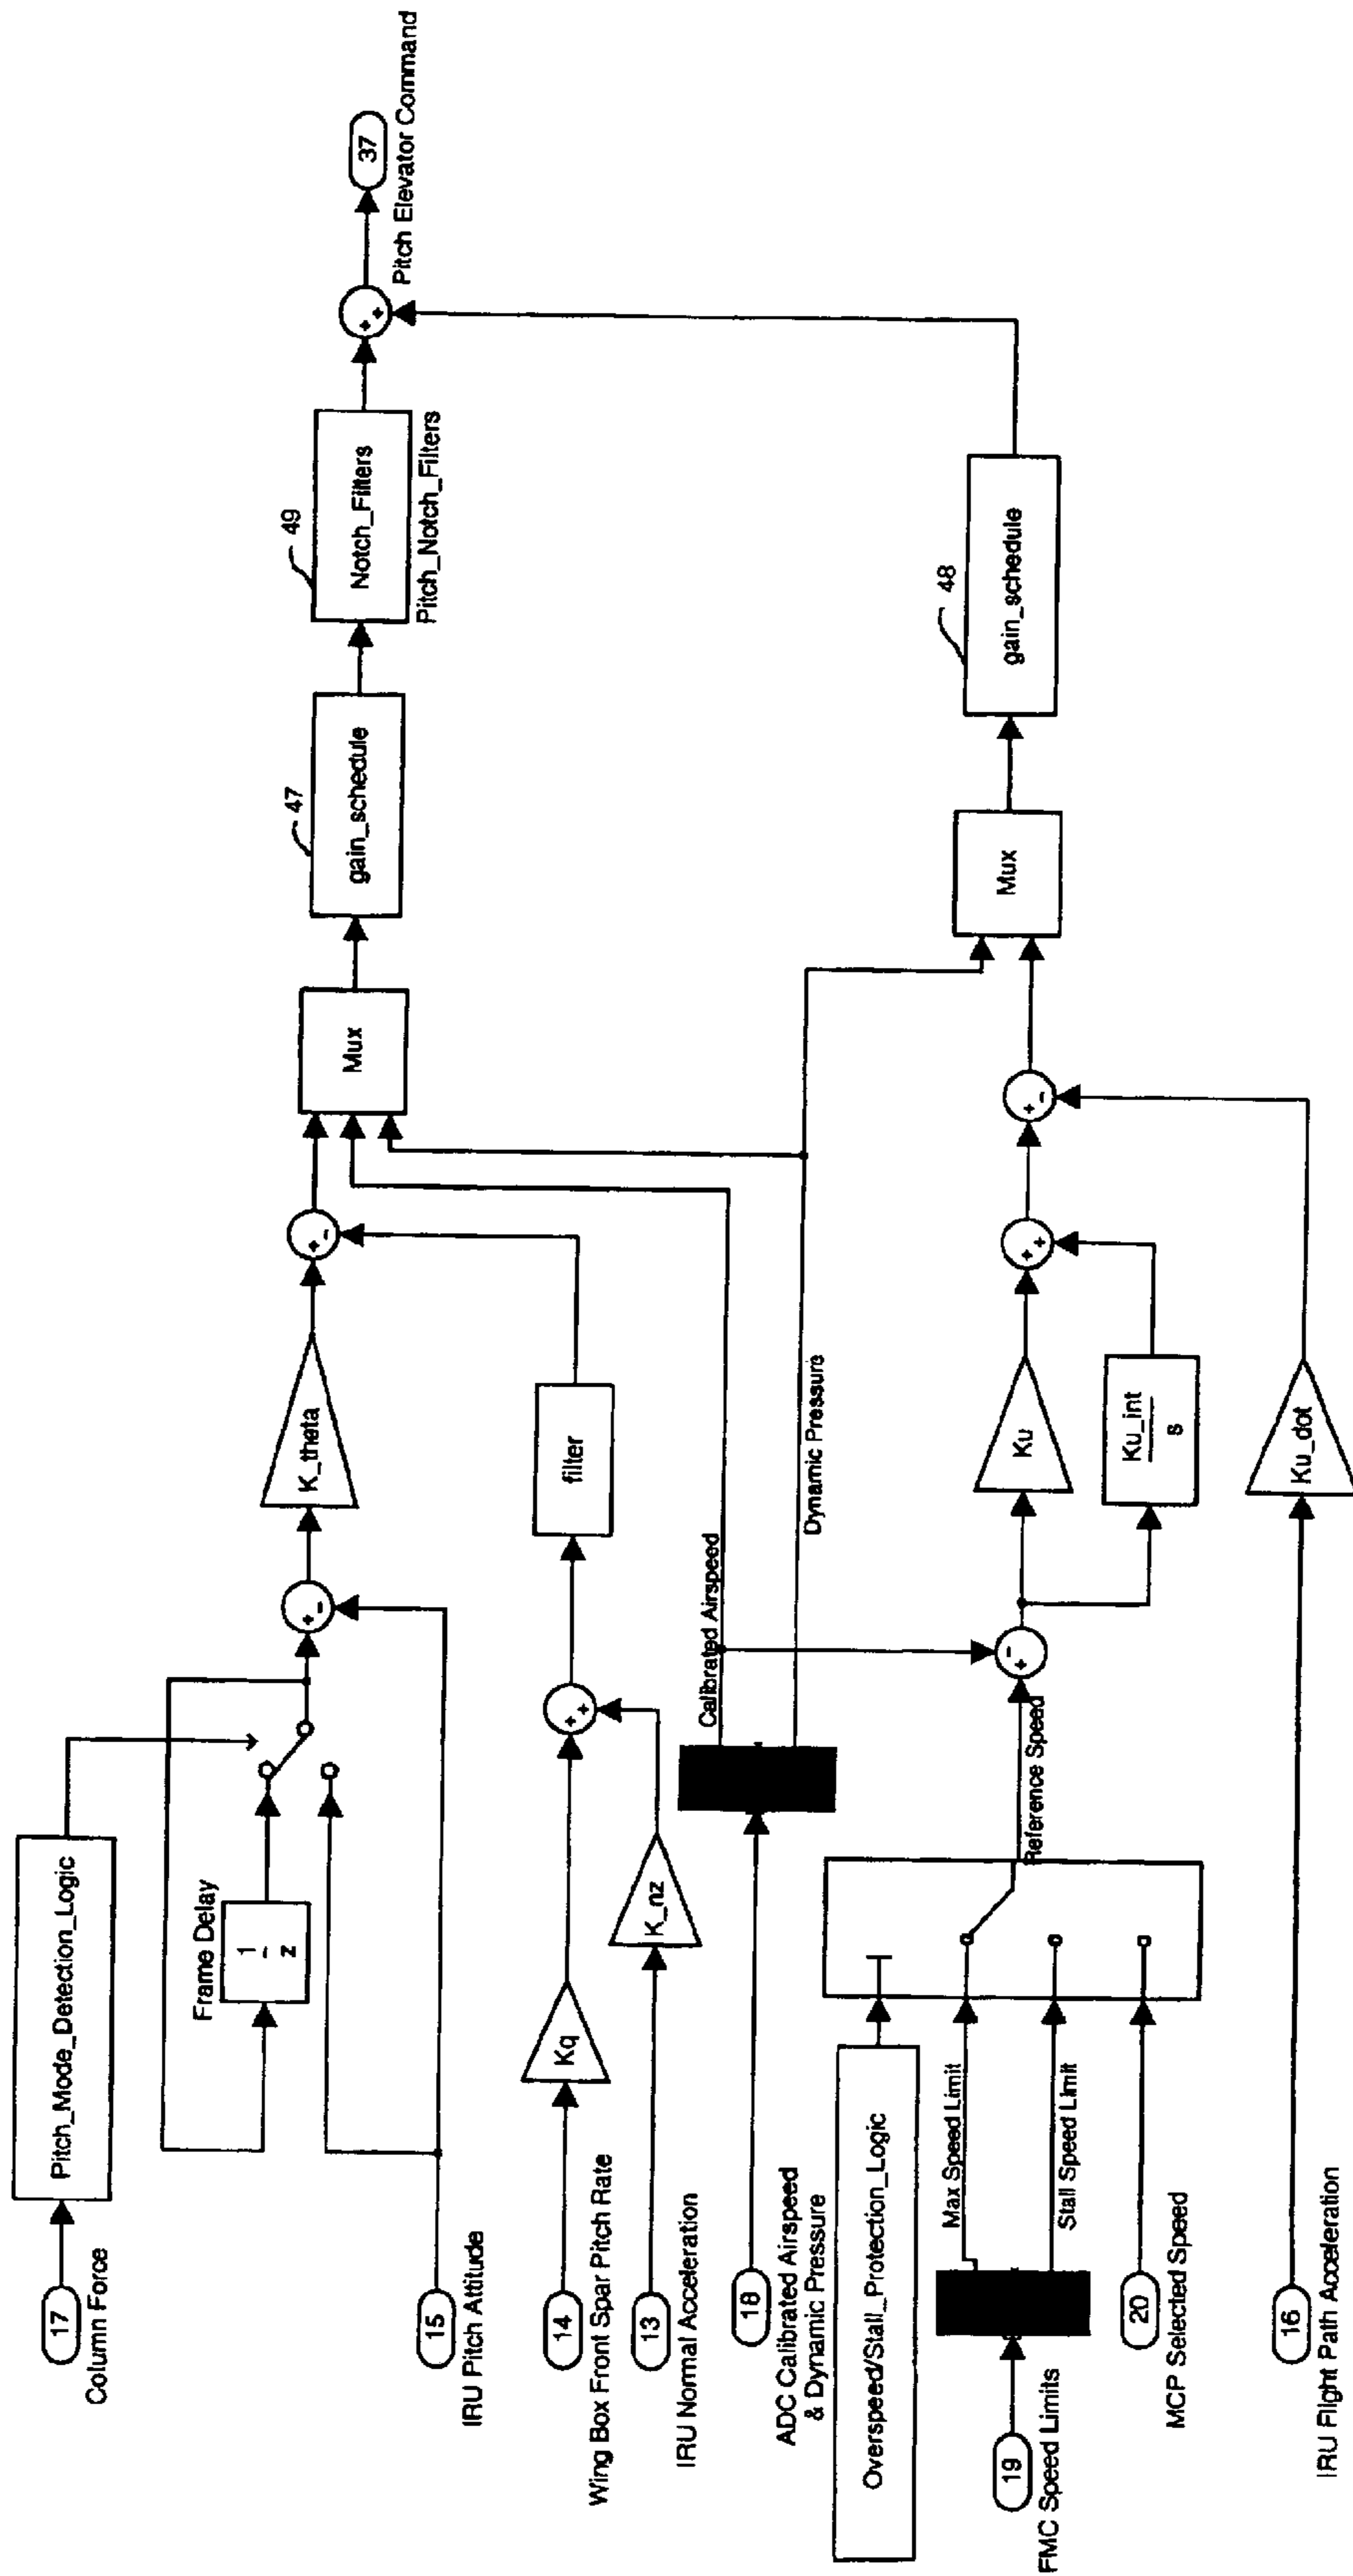 17
Column Force
Pitch_Mode_Detection_Logic
Frame Delay
1
z
+
-
K_theta
+
-
Mux
47
gain_schedule
49
Notch_Filters
Pitch_Notch_Filters
+
+
37
Pitch Elevator Command
15
IRU Pitch Attitude
14
Wing Box Front Spar Pitch Rate
Kq
13
IRU Normal Acceleration
K_nz
+
+
filter
18
ADC Calibrated Airspeed
& Dynamic Pressure
Calibrated Airspeed
Dynamic Pressure
Overspeed/Stall_Protection_Logic
19
FMC Speed Limits
Max Speed Limit
Stall Speed Limit
20
MCP Selected Speed
Reference Speed
+
-
Ku
Ku_int
s
+
+
+
-
Mux
48
gain_schedule
16
IRU Flight Path Acceleration
Ku_dot